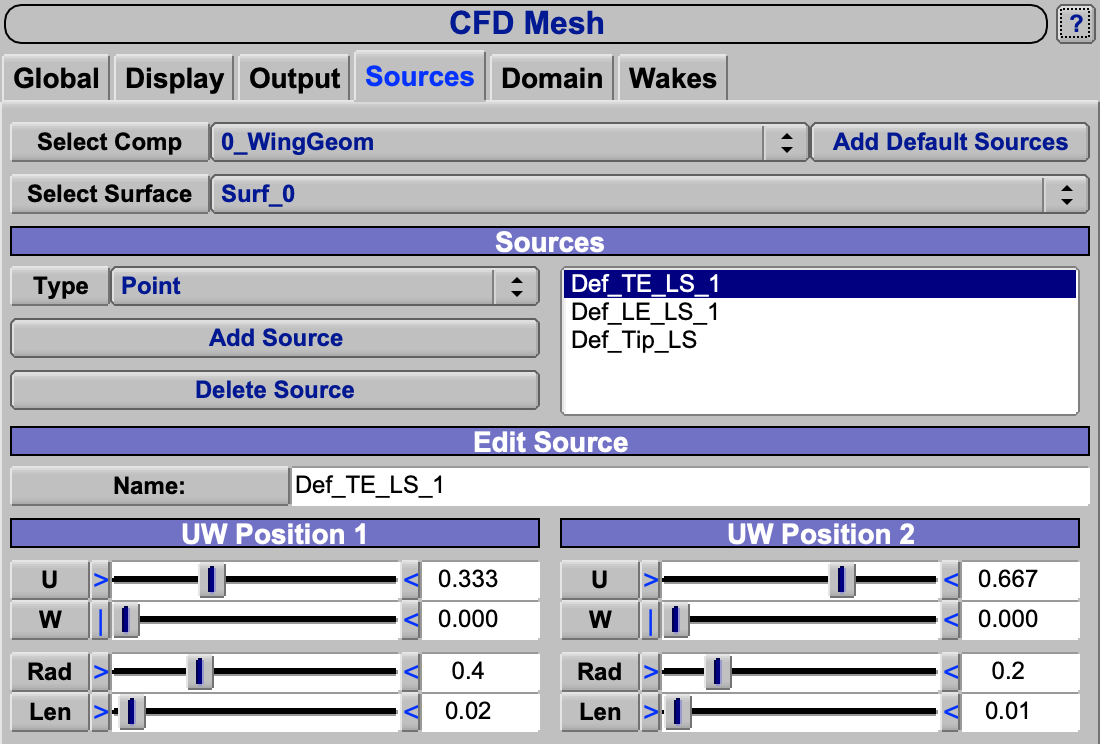 CFD Mesh ?
Global Display Output Sources Domain Wakes
Select Comp 0_WingGeom Add Default Sources
Select Surface Surf_0
Sources
Type Point
Add Source
Delete Source
Def_TE_LS_1
Def_LE_LS_1
Def_Tip_LS
Edit Source
Name: Def_TE_LS_1
UW Position 1
U > < 0.333
W | < 0.000
Rad > < 0.4
Len > < 0.02
UW Position 2
U > < 0.667
W | < 0.000
Rad > < 0.2
Len > < 0.01